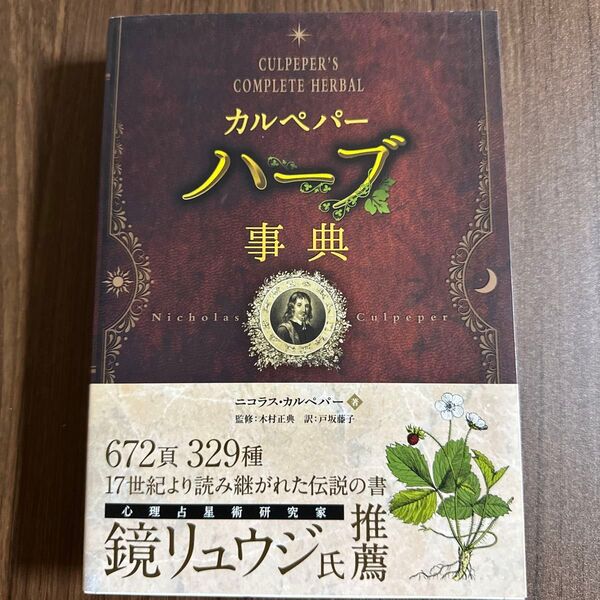 CULPEPER'S
COMPLETE HERBAL
カルペパー
ハーブ
事典
Nicholas Culpeper
ニコラス・カルペパー 著
監修:木村正典 訳:戸坂藤子
672頁 329種
17世紀より読み継がれた伝説の書
心理占星術研究家
鏡リュウジ氏推薦